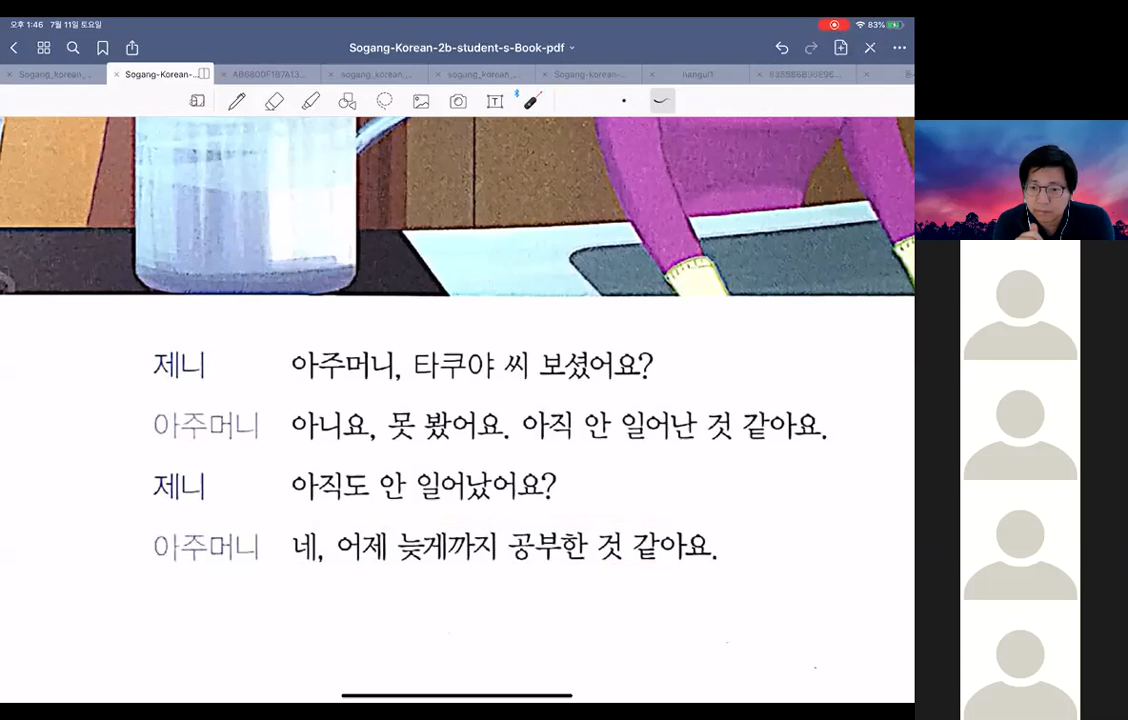 오후 1:46 7월 11일 토요일
83%
Sogang-Korean-2b-student-s-Book-pdf
Sogang_korean_...
Sogang-Korean-...
sogang_korean_...
sogung_korean_...
Sogang-korean-...
hangul1
제니 아주머니, 타쿠야 씨 보셨어요?
아주머니 아니요, 못 봤어요. 아직 안 일어난 것 같아요.
제니 아직도 안 일어났어요?
아주머니 네, 어제 늦게까지 공부한 것 같아요.